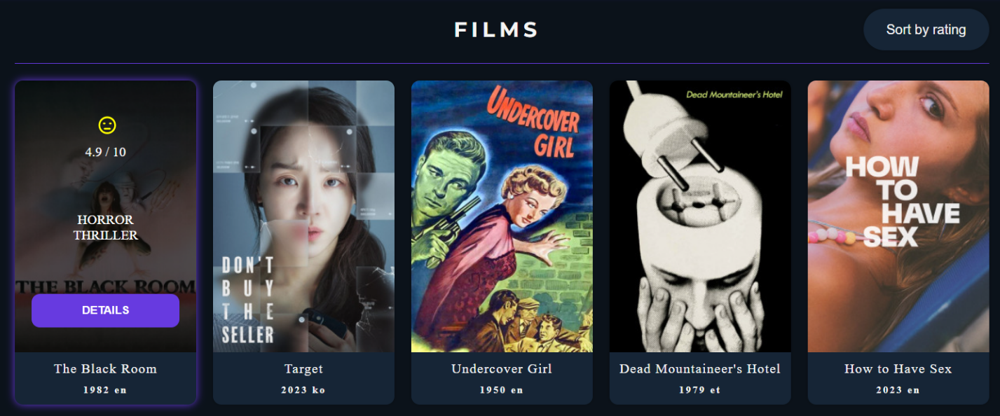 FILMS
Sort by rating
4.9 / 10
HORROR
THRILLER
THE BLACK ROOM
DETAILS
The Black Room
1982 en
DON'T
BUY
THE
SELLER
Target
2023 ko
UNDERCOVER
GIRL
Undercover Girl
1950 en
Dead Mountaineer's Hotel
Dead Mountaineer's Hotel
1979 et
HOW
TO
HAVE
SEX
How to Have Sex
2023 en